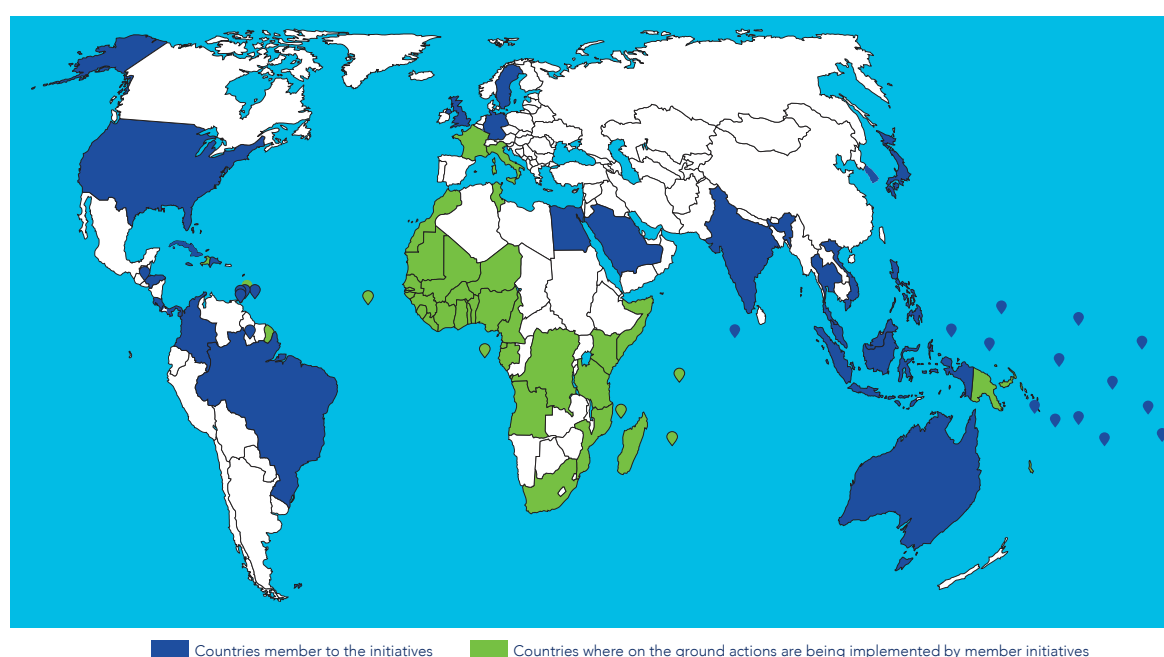 Countries member to the initiatives
Countries where on the ground actions are being implemented by member initiatives